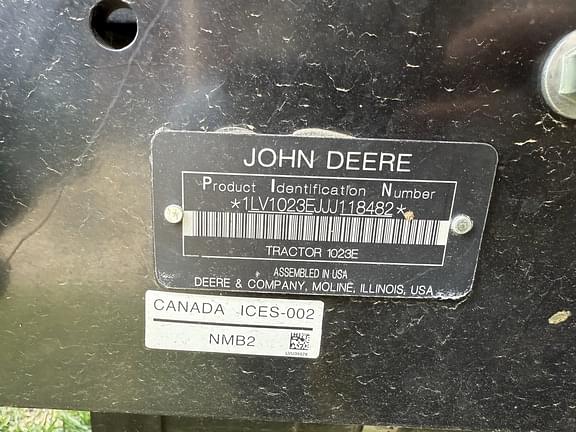 JOHN DEERE
Product Identification Number
*1LV1023EJJJ118482*
TRACTOR 1023E
ASSEMBLED IN USA
DEERE & COMPANY, MOLINE, ILLINOIS, USA
CANADA ICES-002
NMB2